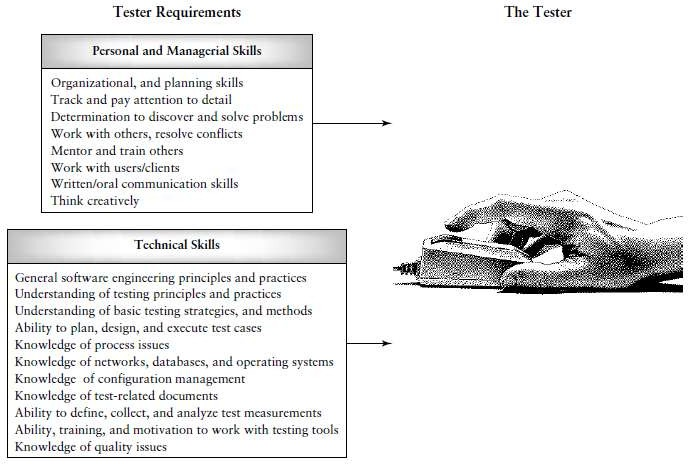 Tester Requirements
The Tester
Personal and Managerial Skills
Organizational, and planning skills
Track and pay attention to detail
Determination to discover and solve problems
Work with others, resolve conflicts
Mentor and train others
Work with users/clients
Written/oral communication skills
Think creatively
Technical Skills
General software engineering principles and practices
Understanding of testing principles and practices
Understanding of basic testing strategies, and methods
Ability to plan, design, and execute test cases
Knowledge of process issues
Knowledge of networks, databases, and operating systems
Knowledge of configuration management
Knowledge of test-related documents
Ability to define, collect, and analyze test measurements
Ability, training, and motivation to work with testing tools
Knowledge of quality issues